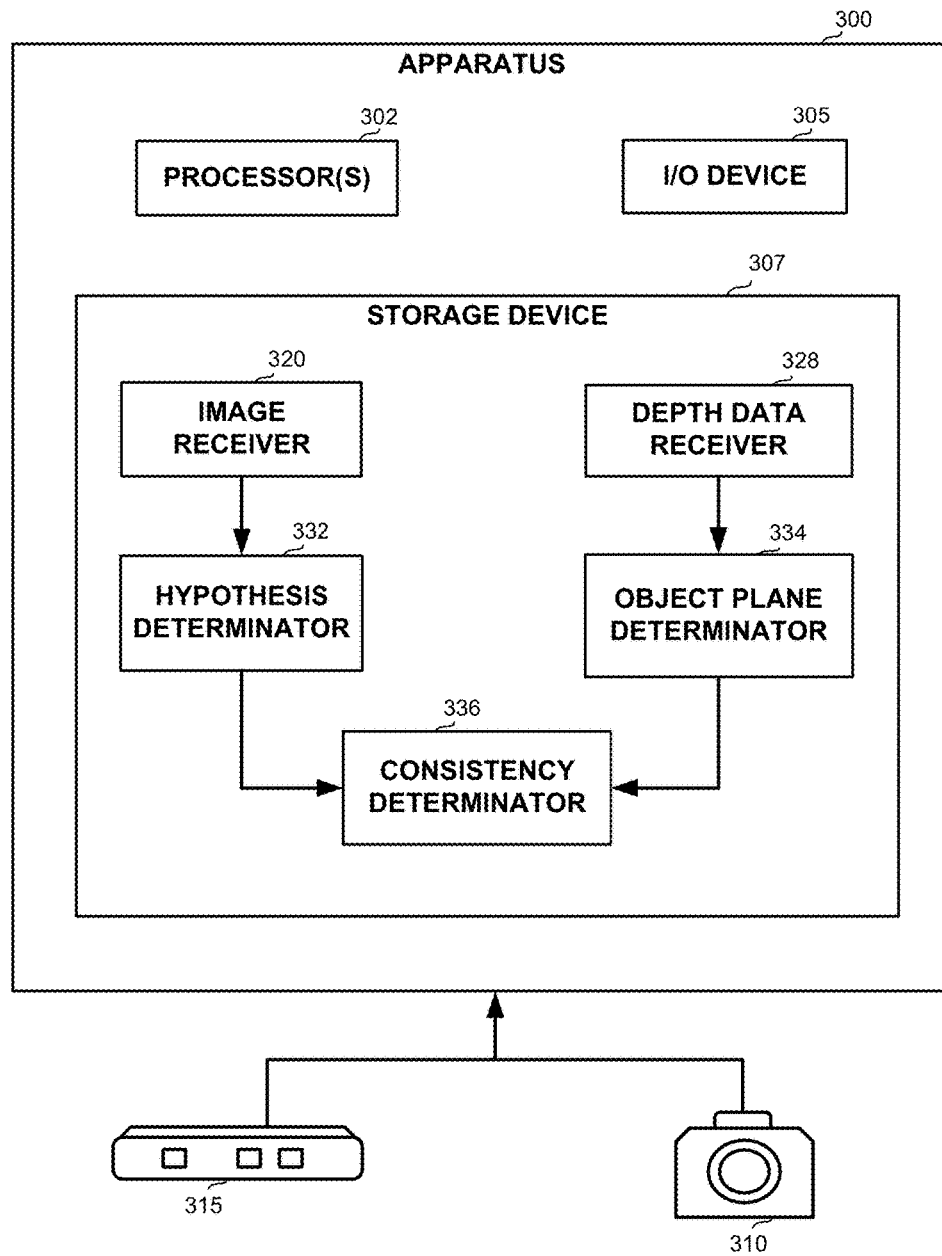 300
APPARATUS
302
PROCESSOR(S)
305
I/O DEVICE
307
STORAGE DEVICE
320
IMAGE
RECEIVER
328
DEPTH DATA
RECEIVER
332
HYPOTHESIS
DETERMINATOR
334
OBJECT PLANE
DETERMINATOR
336
CONSISTENCY
DETERMINATOR
315
310